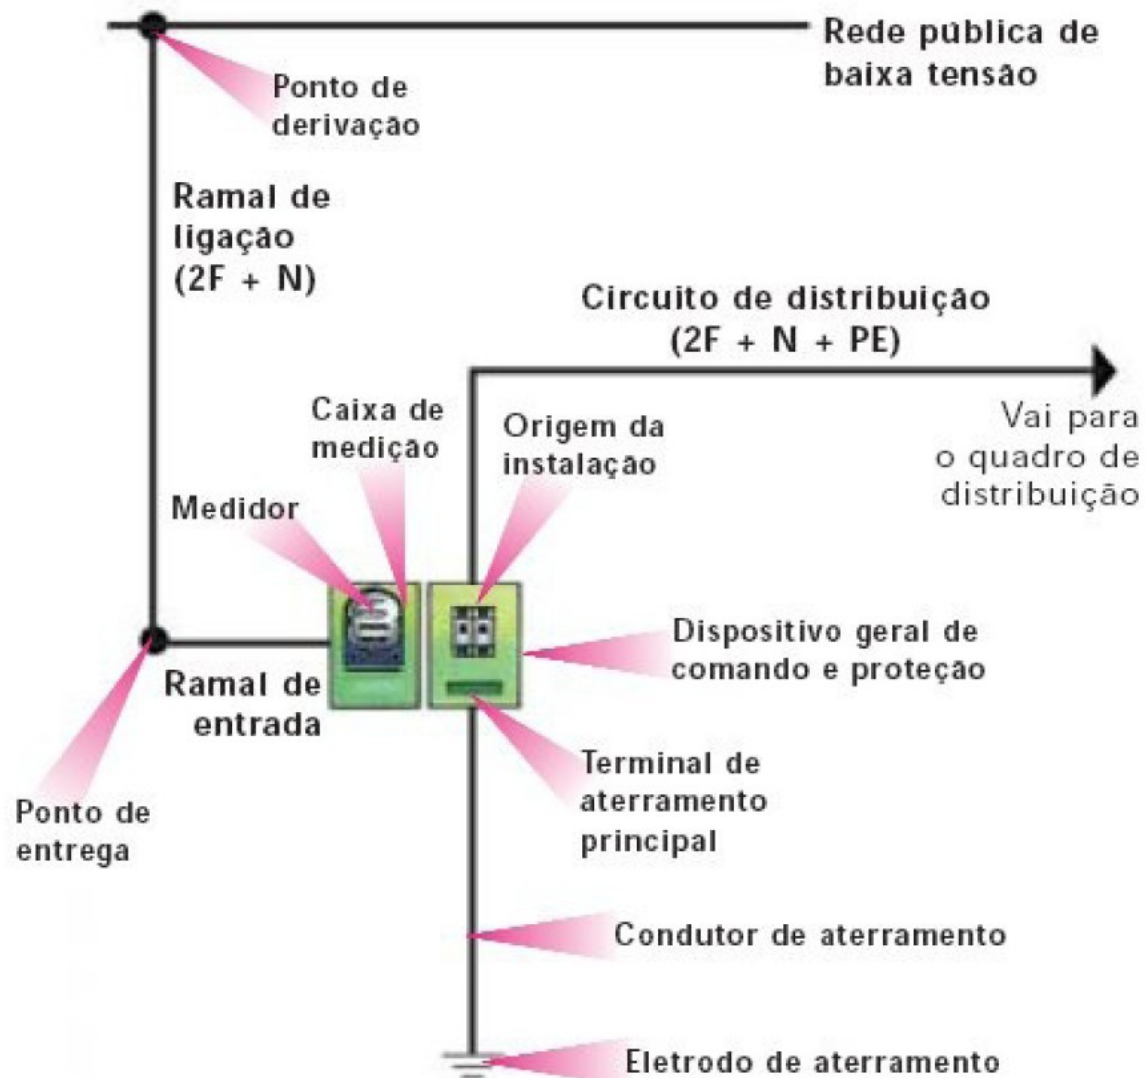 Rede pública de
baixa tensão
Ponto de
derivação
Ramal de
ligação
(2F + N)
Circuito de distribuição
(2F + N + PE)
Vai para
o quadro de
distribuição
Caixa de
medição
Origem da
instalação
Medidor
Dispositivo geral de
comando e proteção
Ramal de
entrada
Terminal de
aterramento
principal
Ponto de
entrega
Condutor de aterramento
Eletrodo de aterramento